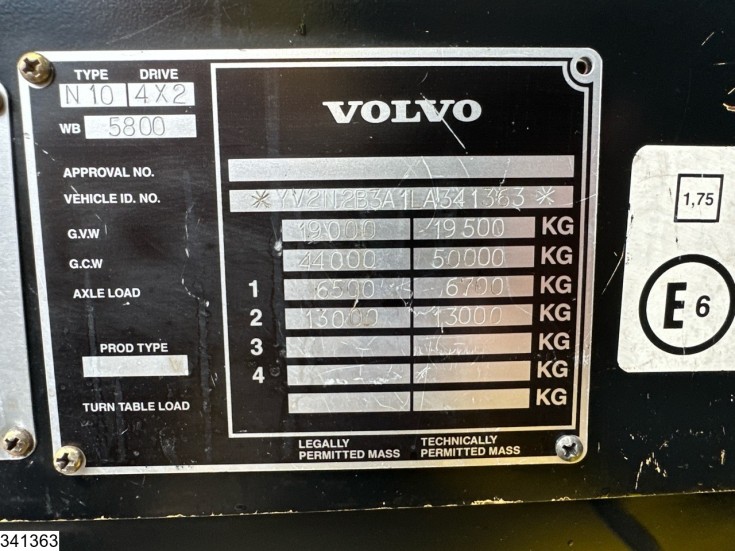 TYPE DRIVE
N10 4X2
WB 5800
VOLVO
APPROVAL NO.
VEHICLE ID. NO. * YV2N2B3A1LA341363 *
G.V.W 19000 19500 KG
G.C.W 44000 50000 KG
AXLE LOAD 1 6500 6700 KG
2 13000 13000 KG
3 KG
PROD TYPE
4 KG
TURN TABLE LOAD KG
LEGALLY PERMITTED MASS
TECHNICALLY PERMITTED MASS
1,75
E 6
341363